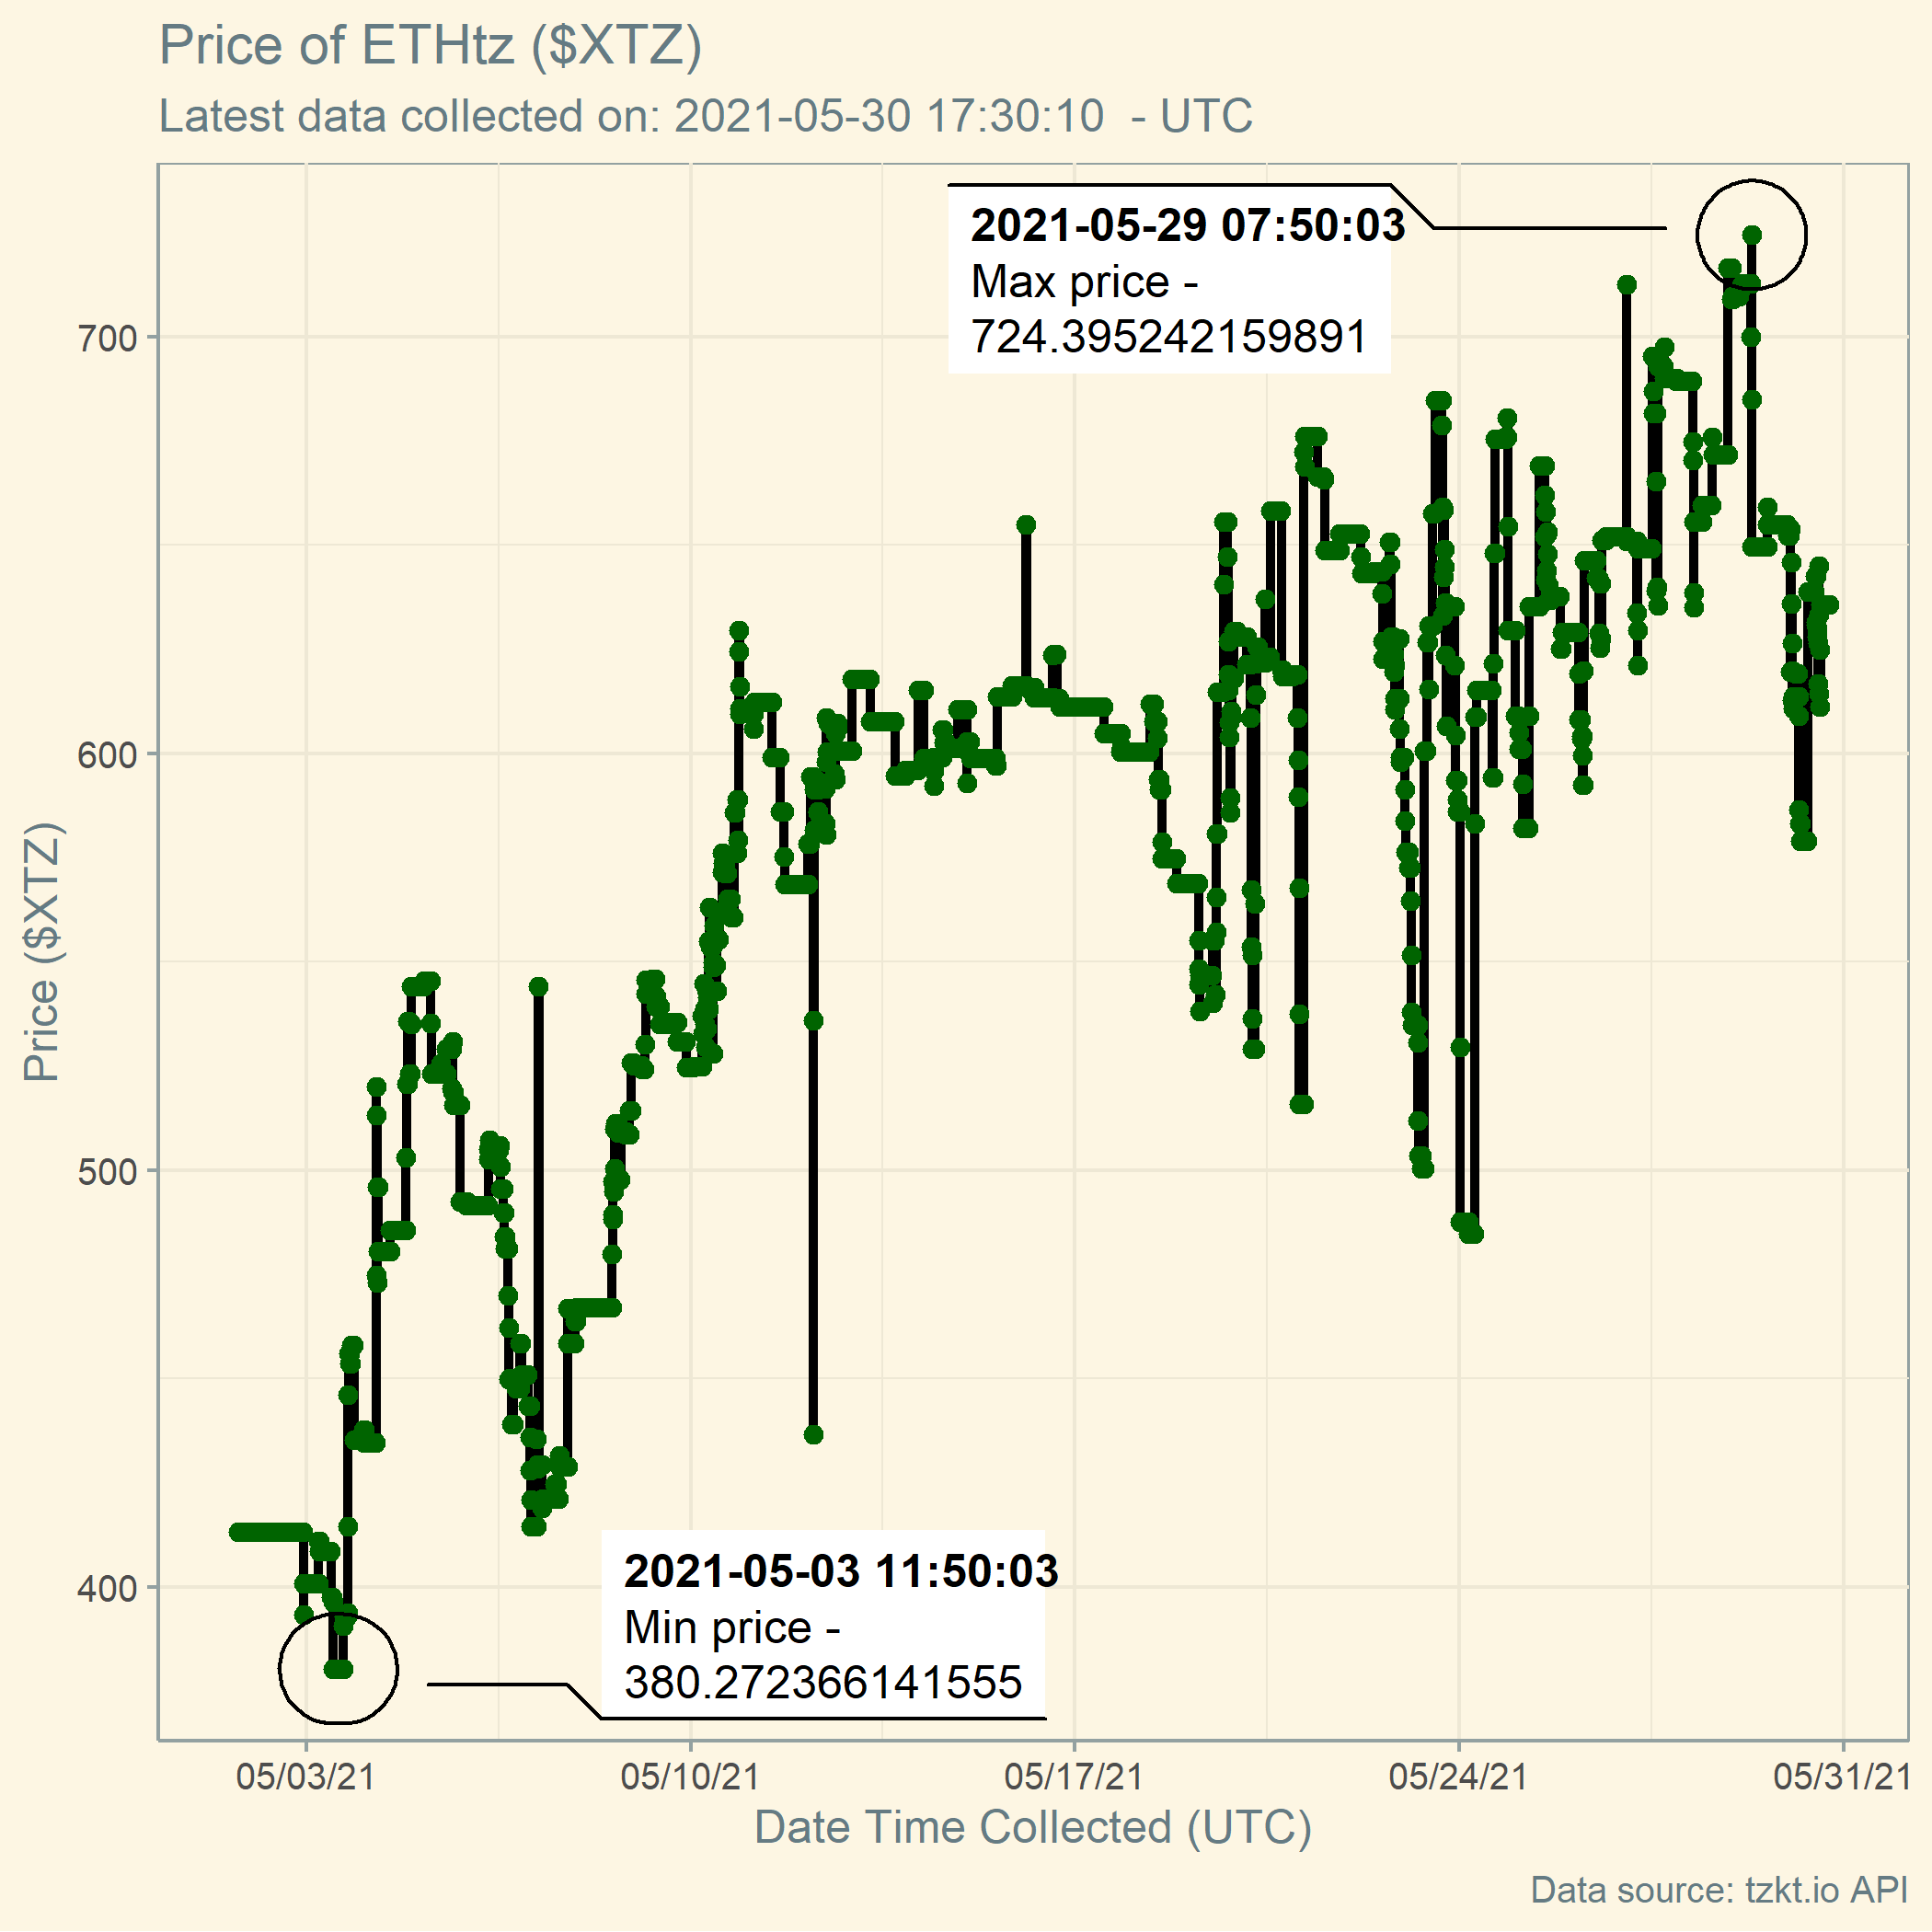 Price of ETHtz ($XTZ)
Latest data collected on: 2021-05-30 17:30:10  - UTC
2021-05-29 07:50:03
Max price -
724.395242159891
700
600
500
400
Price ($XTZ)
2021-05-03 11:50:03
Min price -
380.272366141555
05/03/21 05/10/21 05/17/21 05/24/21 05/31/21
Date Time Collected (UTC)
Data source: tzkt.io API